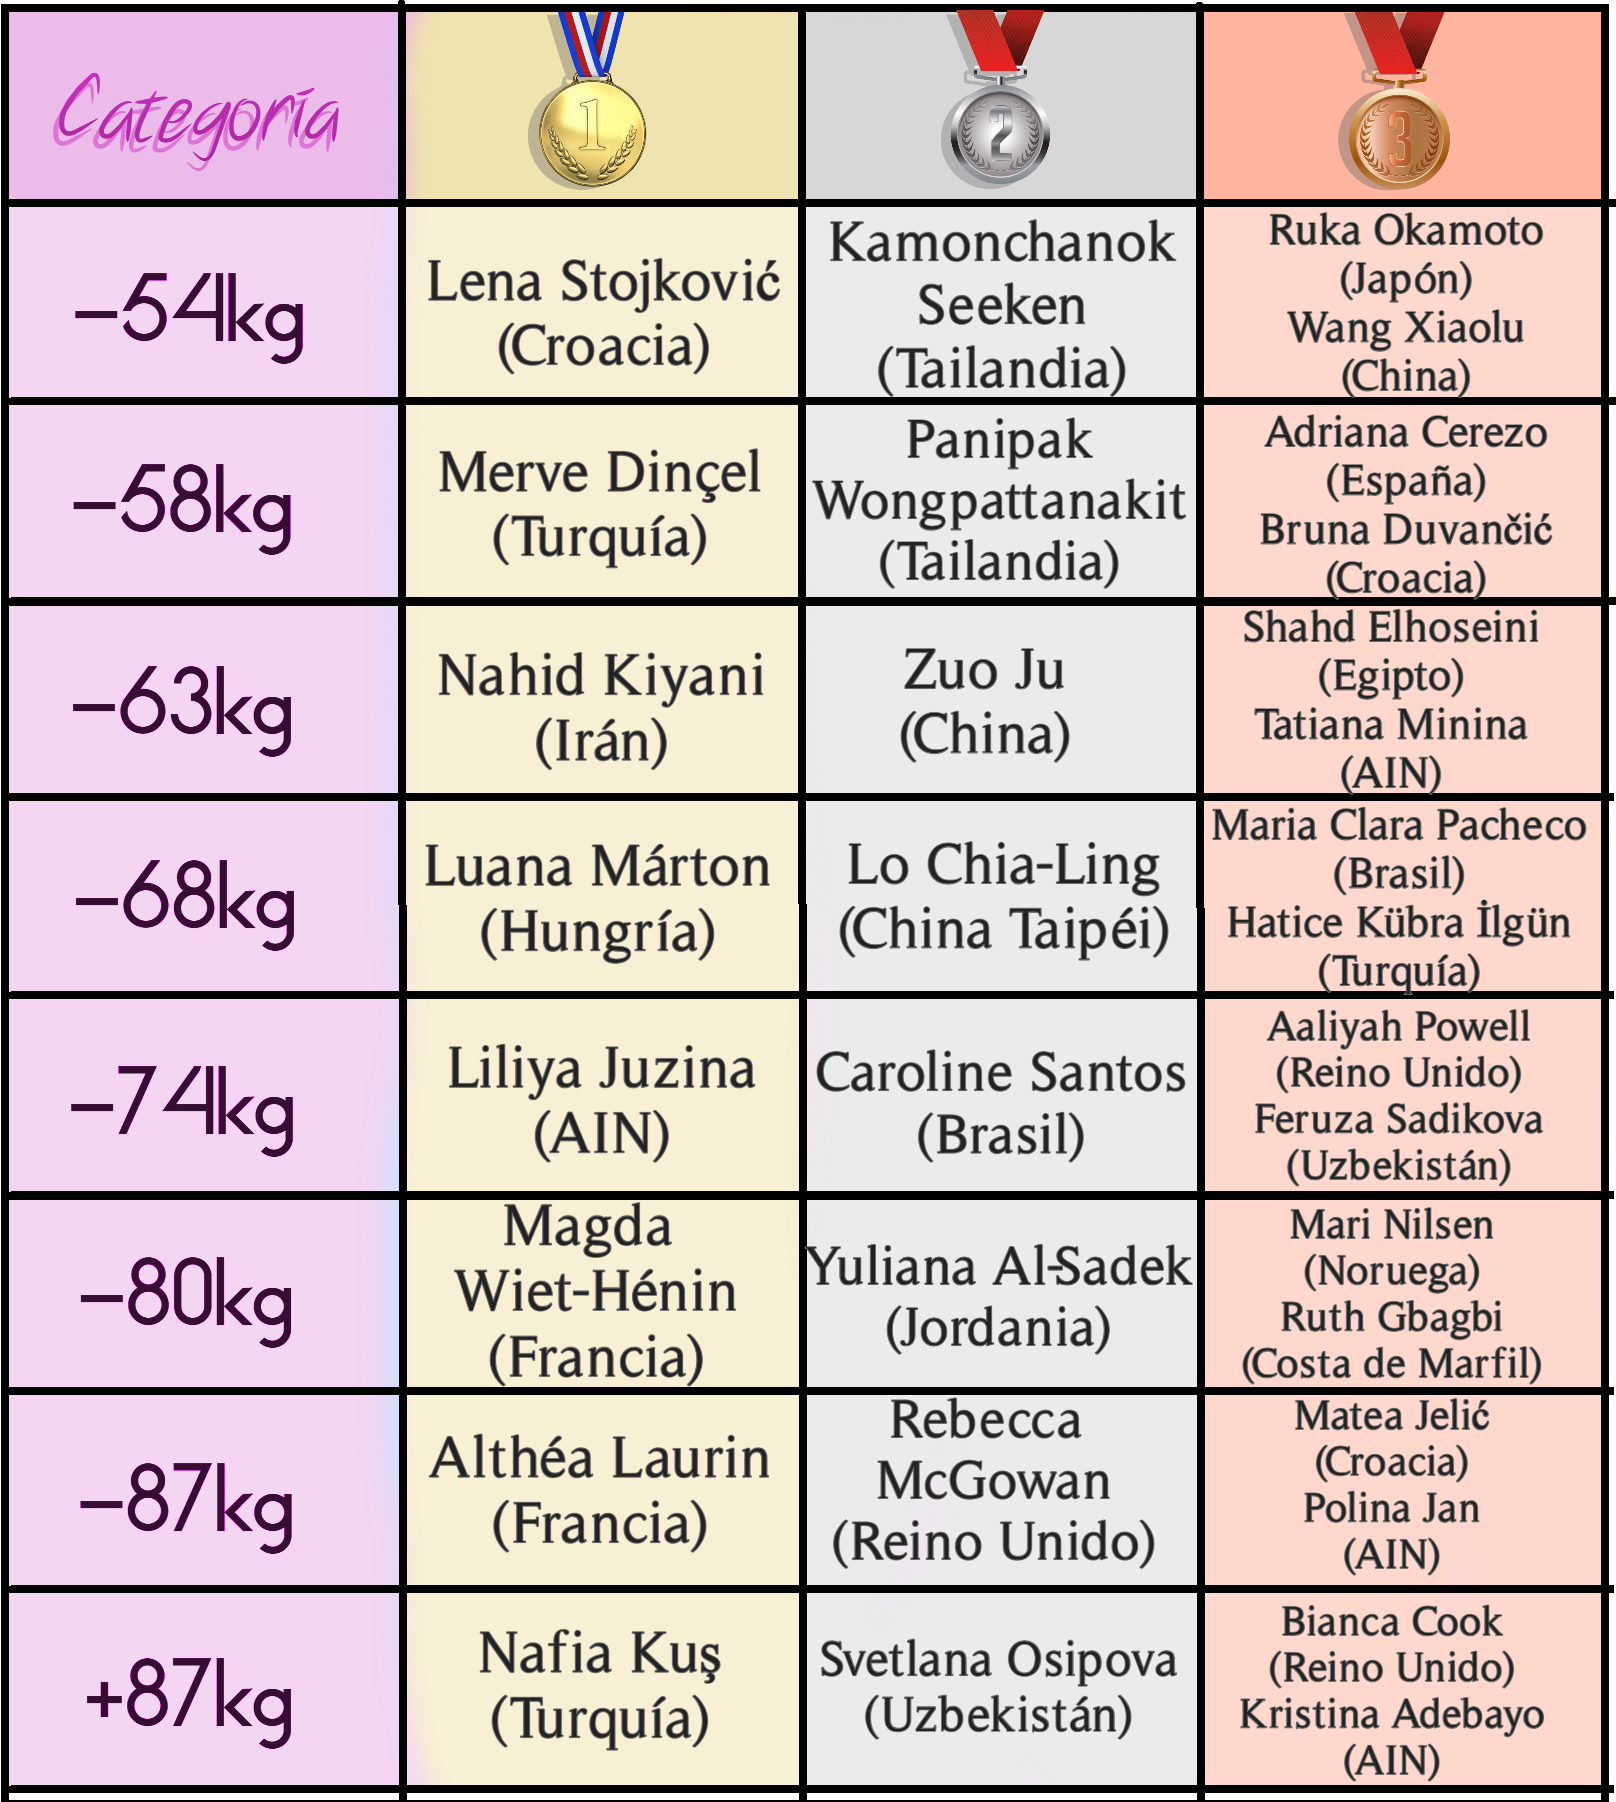 Categoría
1
2
3
–54kg
Lena Stojković
(Croacia)
Kamonchanok
Seeken
(Tailandia)
Ruka Okamoto
(Japón)
Wang Xiaolu
(China)
–58kg
Merve Dinçel
(Turquía)
Panipak
Wongpattanakit
(Tailandia)
Adriana Cerezo
(España)
Bruna Duvančić
(Croacia)
–63kg
Nahid Kiyani
(Irán)
Zuo Ju
(China)
Shahd Elhoseini
(Egipto)
Tatiana Minina
(AIN)
–68kg
Luana Márton
(Hungría)
Lo Chia-Ling
(China Taipéi)
Maria Clara Pacheco
(Brasil)
Hatice Kübra İlgün
(Turquía)
–74kg
Liliya Juzina
(AIN)
Caroline Santos
(Brasil)
Aaliyah Powell
(Reino Unido)
Feruza Sadikova
(Uzbekistán)
–80kg
Magda
Wiet-Hénin
(Francia)
Yuliana Al-Sadek
(Jordania)
Mari Nilsen
(Noruega)
Ruth Gbagbi
(Costa de Marfil)
–87kg
Althéa Laurin
(Francia)
Rebecca
McGowan
(Reino Unido)
Matea Jelić
(Croacia)
Polina Jan
(AIN)
+87kg
Nafia Kuş
(Turquía)
Svetlana Osipova
(Uzbekistán)
Bianca Cook
(Reino Unido)
Kristina Adebayo
(AIN)